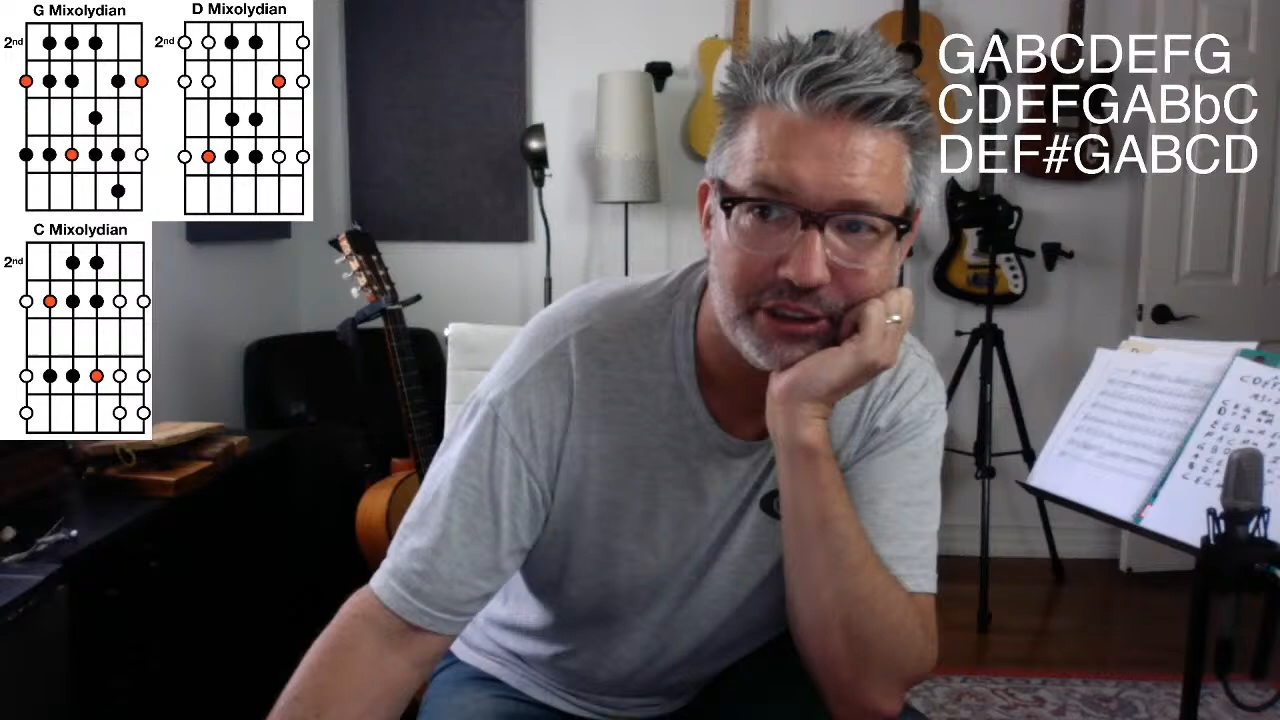 G Mixolydian
2nd
D Mixolydian
2nd
C Mixolydian
2nd
GABCDEFG
CDEFGABbC
DEF#GABCD